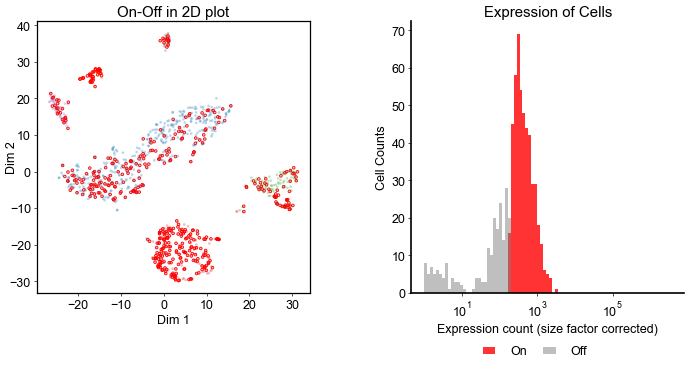 On-Off in 2D plot
40
30
20
10
0
−10
−20
−30
Dim 2
−20 −10 0 10 20 30
Dim 1
Expression of Cells
70
60
50
40
30
20
10
0
Cell Counts
10^1 10^3 10^5
Expression count (size factor corrected)
On Off